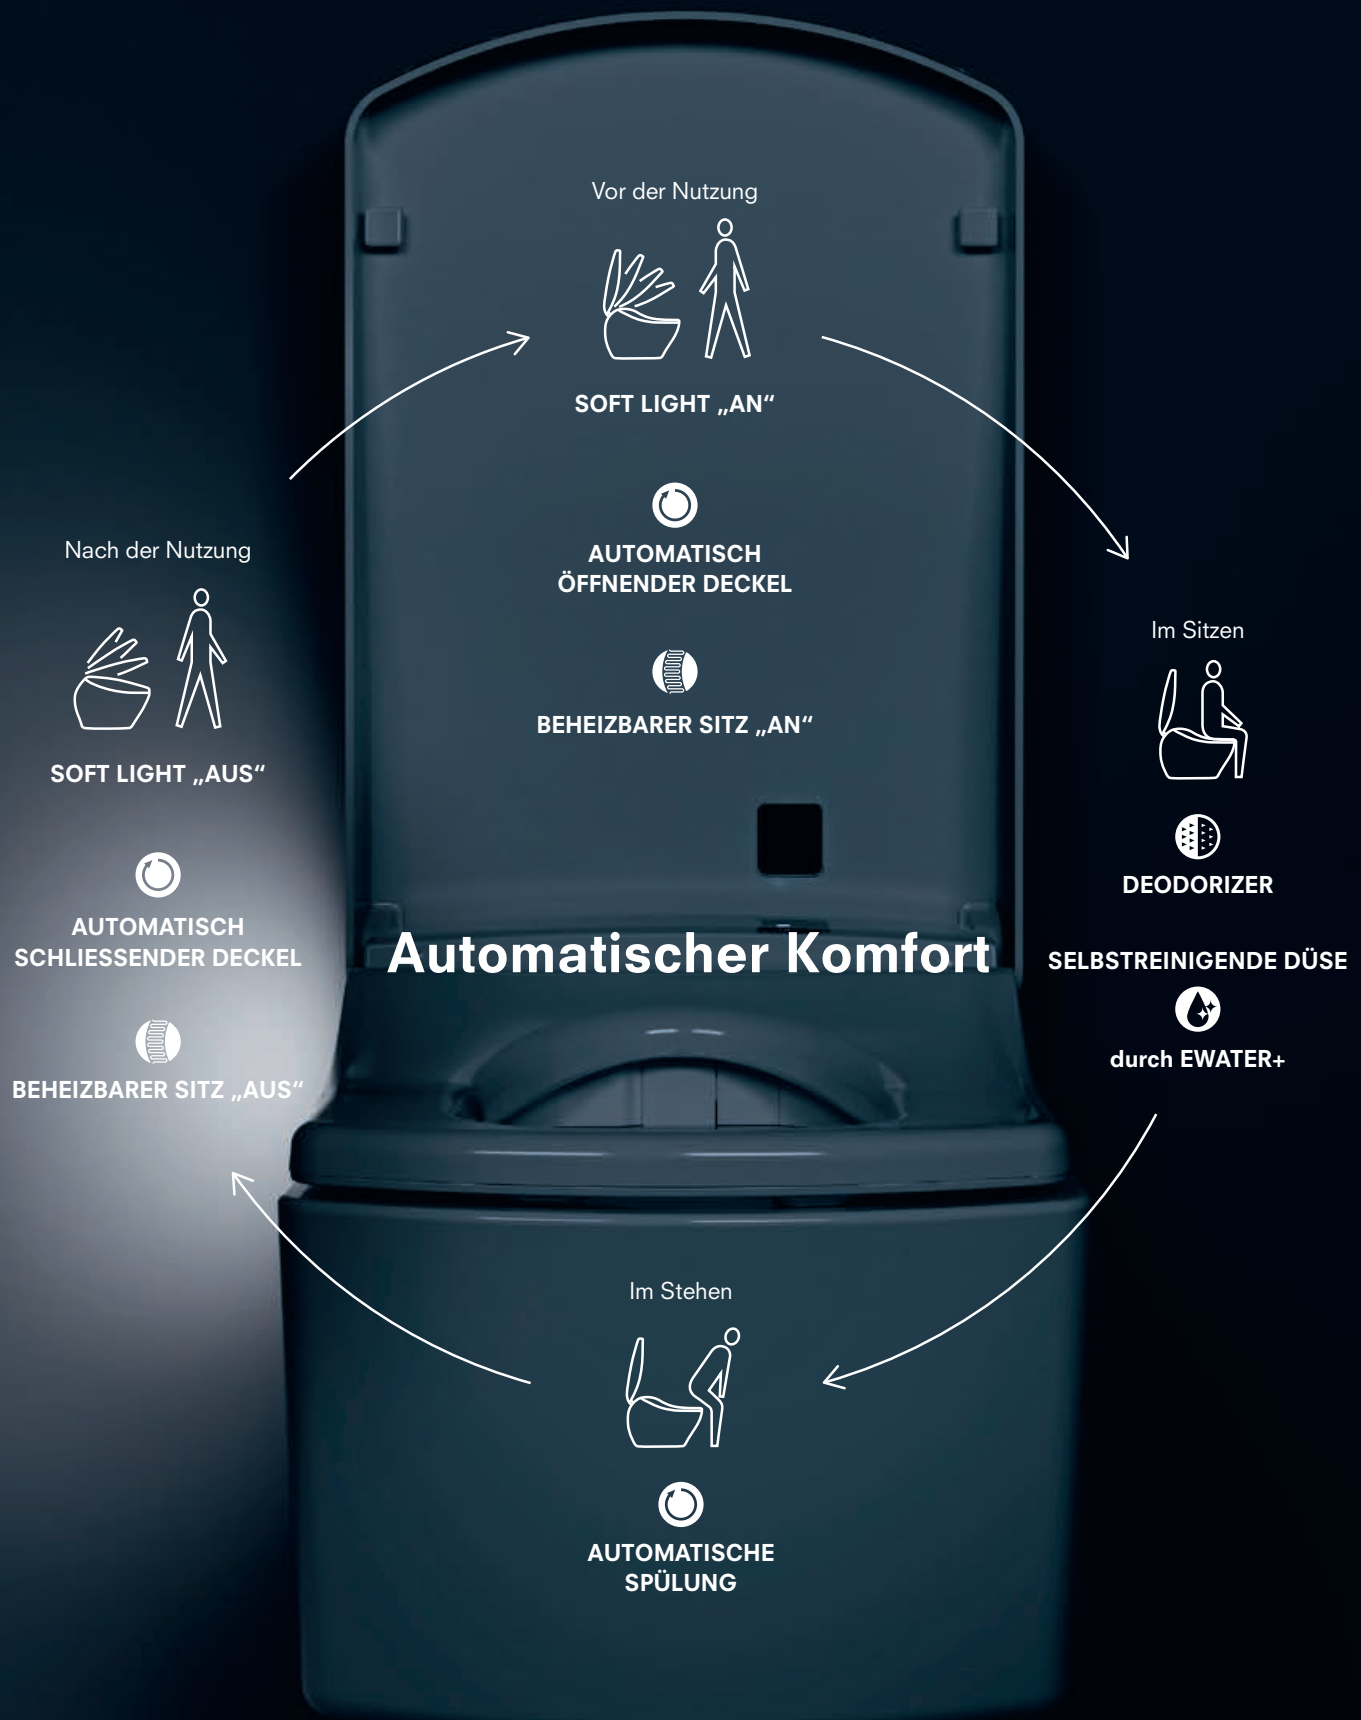 Vor der Nutzung
SOFT LIGHT „AN“
AUTOMATISCH
ÖFFNENDER DECKEL
BEHEIZBARER SITZ „AN“
Im Sitzen
DEODORIZER
SELBSTREINIGENDE DÜSE
durch EWATER+
Im Stehen
AUTOMATISCHE
SPÜLUNG
Nach der Nutzung
SOFT LIGHT „AUS“
AUTOMATISCH
SCHLIESSENDER DECKEL
BEHEIZBARER SITZ „AUS“
Automatischer Komfort